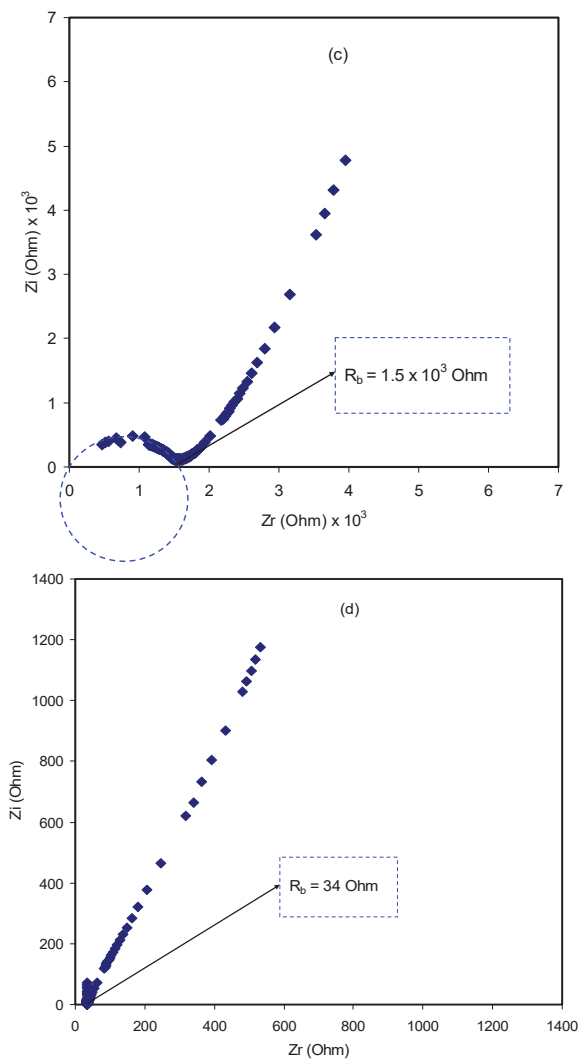 (c)
7
6
5
4
3
2
1
0
Zi (Ohm) x 10³
R_b = 1.5 x 10³ Ohm
0 1 2 3 4 5 6 7
Zr (Ohm) x 10³
(d)
1400
1200
1000
800
600
400
200
0
Zi (Ohm)
R_b = 34 Ohm
0 200 400 600 800 1000 1200 1400
Zr (Ohm)